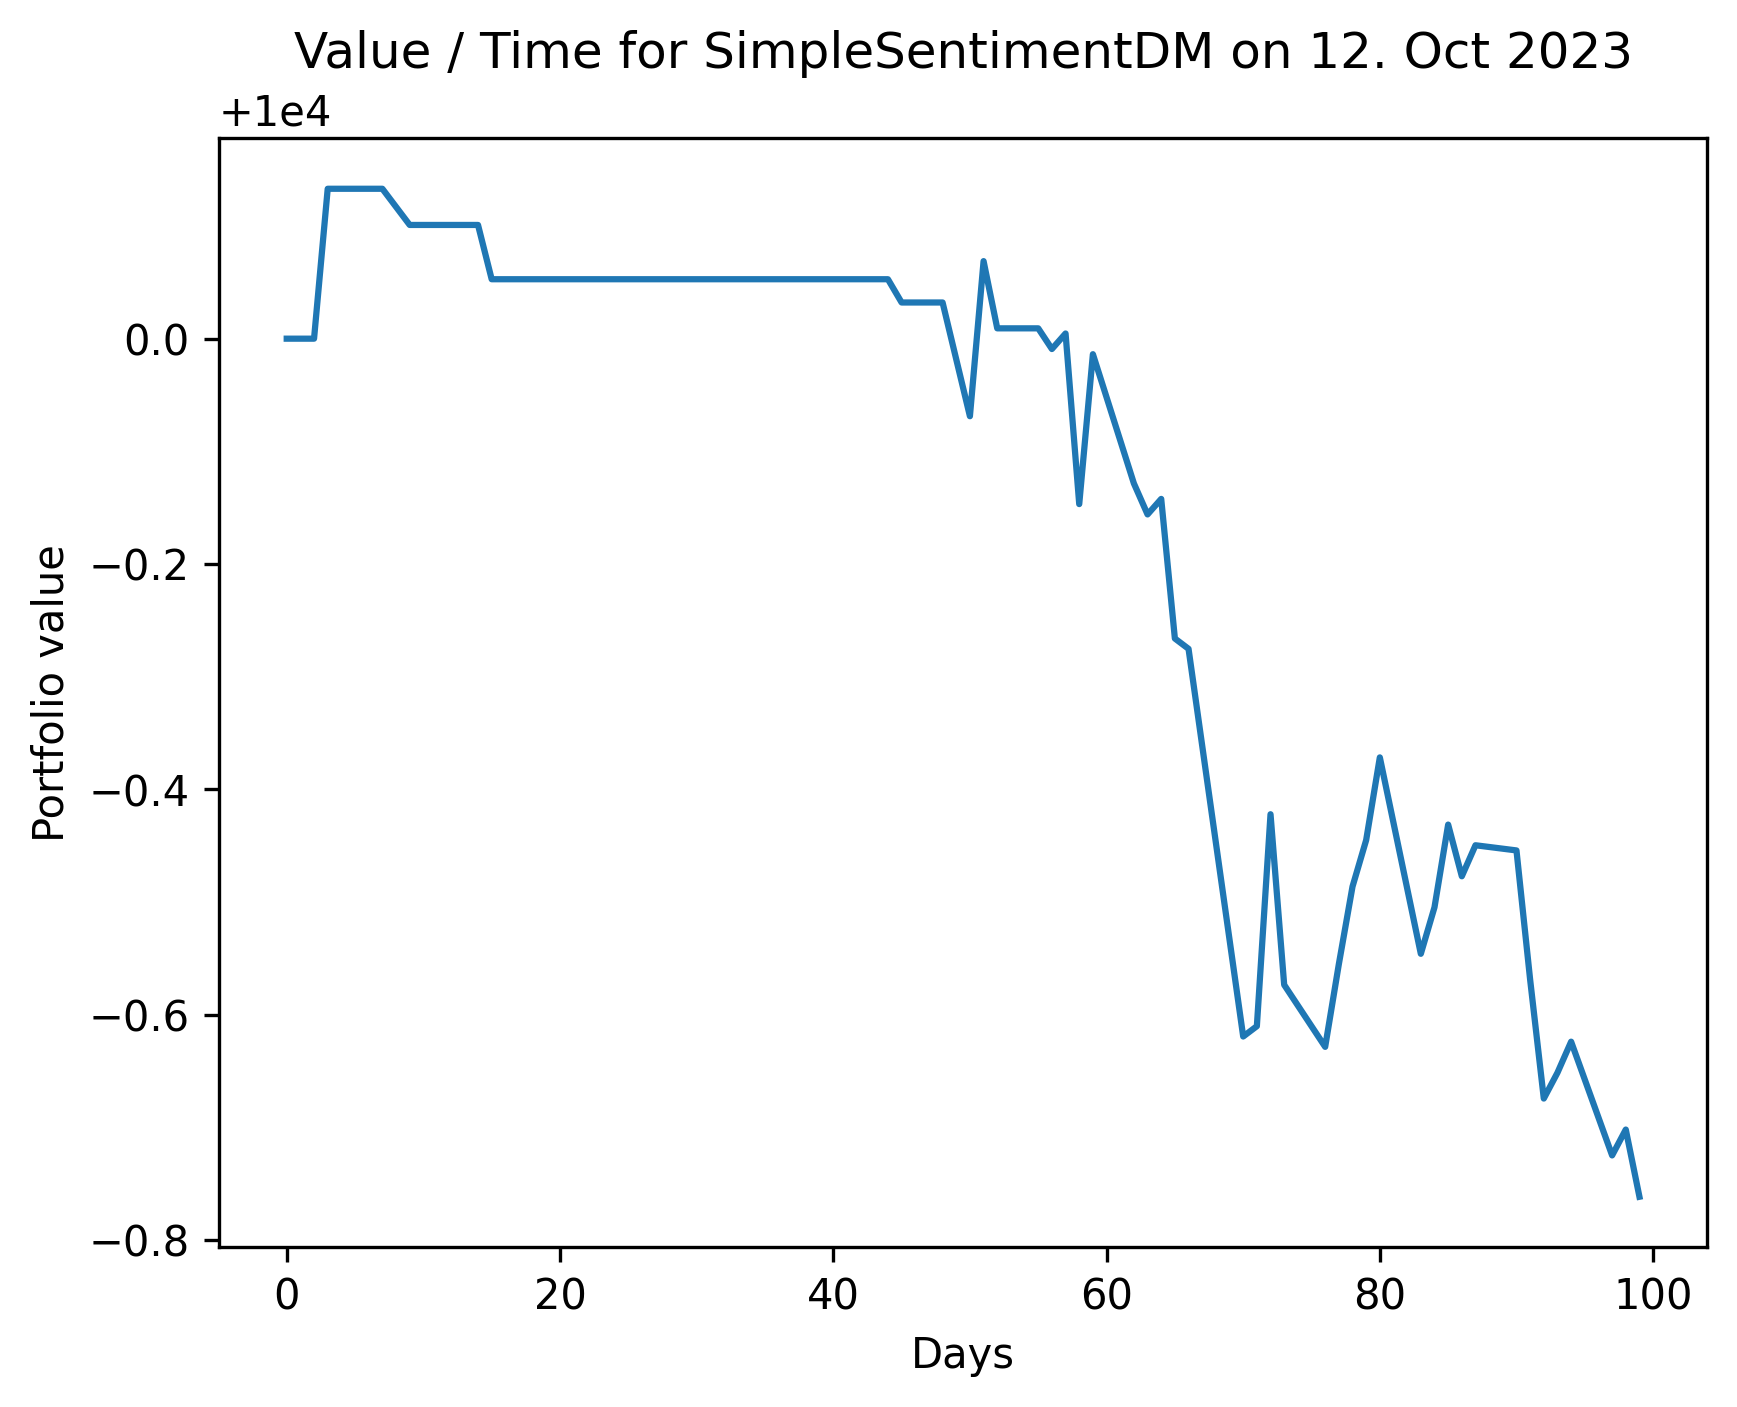 Value / Time for SimpleSentimentDM on 12. Oct 2023
+1e4
0.0
−0.2
−0.4
−0.6
−0.8
Portfolio value
0 20 40 60 80 100
Days